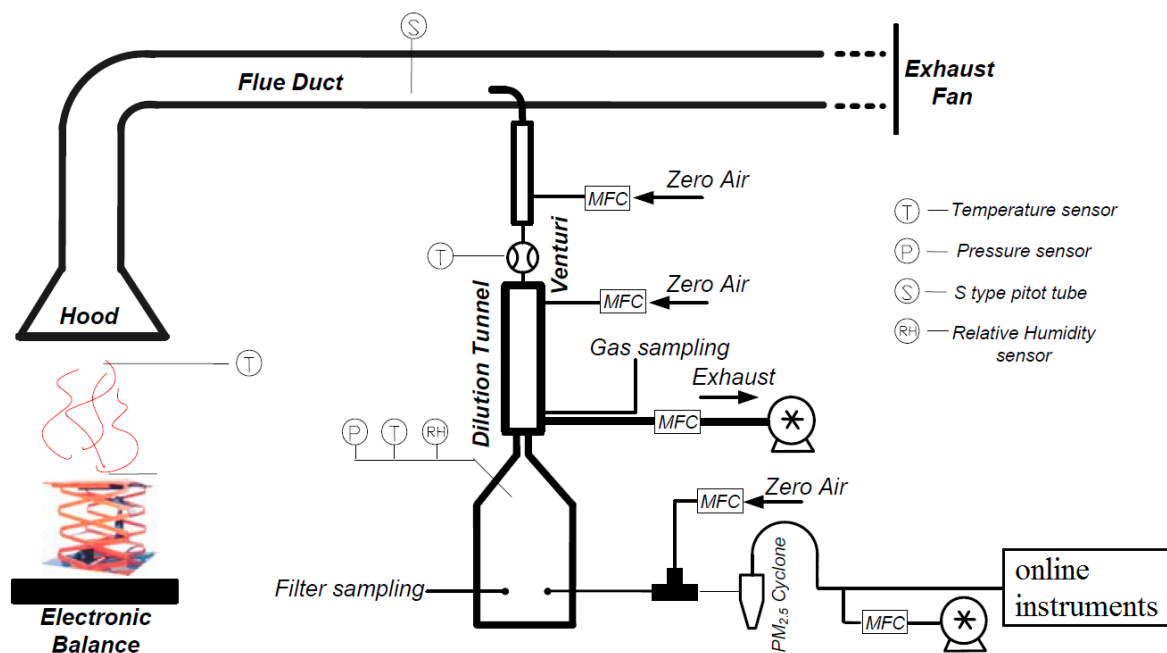 S
Flue Duct
Exhaust
Fan
MFC
Zero Air
T
Venturi
MFC
Zero Air
Hood
T
Dilution Tunnel
Gas sampling
Exhaust
MFC
P
T
RH
MFC
Zero Air
Filter sampling
PM2.5 Cyclone
MFC
online
instruments
Electronic
Balance
T
Temperature sensor
P
Pressure sensor
S
S type pitot tube
RH
Relative Humidity
sensor